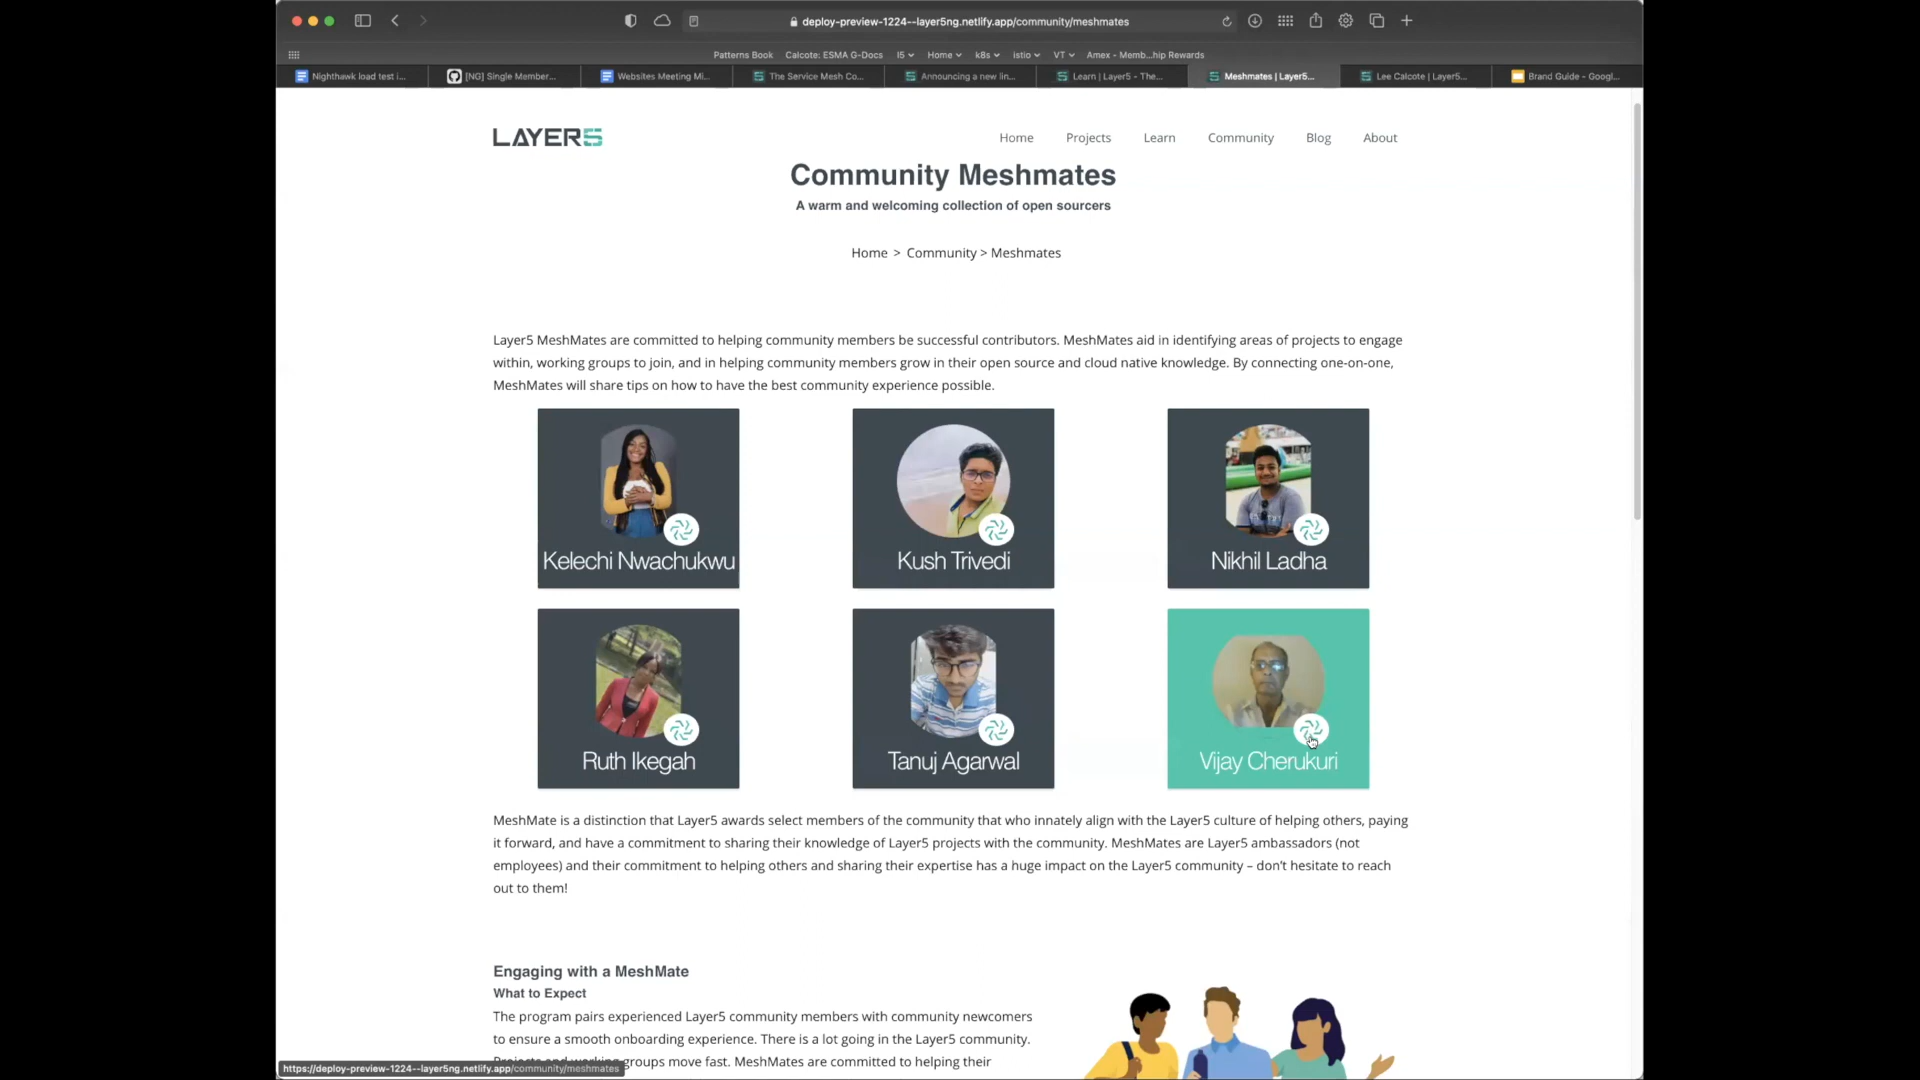 deploy-preview-1224--layer5ng.netlify.app/community/meshmates
Patterns Book
Calcote: ESMA G-Docs
l5
Home
k8s
istio
VT
Amex - Memb...hip Rewards
Nighthawk load test i...
[NG] Single Member...
Websites Meeting Mi...
The Service Mesh Co...
Announcing a new lin...
Learn | Layer5 - The...
Meshmates | Layer5...
Lee Calcote | Layer5...
Brand Guide - Googl...
LAYER5
Home
Projects
Learn
Community
Blog
About
Community Meshmates
A warm and welcoming collection of open sourcers
Home > Community > Meshmates
Layer5 MeshMates are committed to helping community members be successful contributors. MeshMates aid in identifying areas of projects to engage
within, working groups to join, and in helping community members grow in their open source and cloud native knowledge. By connecting one-on-one,
MeshMates will share tips on how to have the best community experience possible.
Kelechi Nwachukwu
Kush Trivedi
Nikhil Ladha
Ruth Ikegah
Tanuj Agarwal
Vijay Cherukuri
MeshMate is a distinction that Layer5 awards select members of the community that who innately align with the Layer5 culture of helping others, paying
it forward, and have a commitment to sharing their knowledge of Layer5 projects with the community. MeshMates are Layer5 ambassadors (not
employees) and their commitment to helping others and sharing their expertise has a huge impact on the Layer5 community – don't hesitate to reach
out to them!
Engaging with a MeshMate
What to Expect
The program pairs experienced Layer5 community members with community newcomers
to ensure a smooth onboarding experience. There is a lot going in the Layer5 community.
Projects and working groups move fast. MeshMates are committed to helping their
https://deploy-preview-1224--layer5ng.netlify.app/community/meshmates